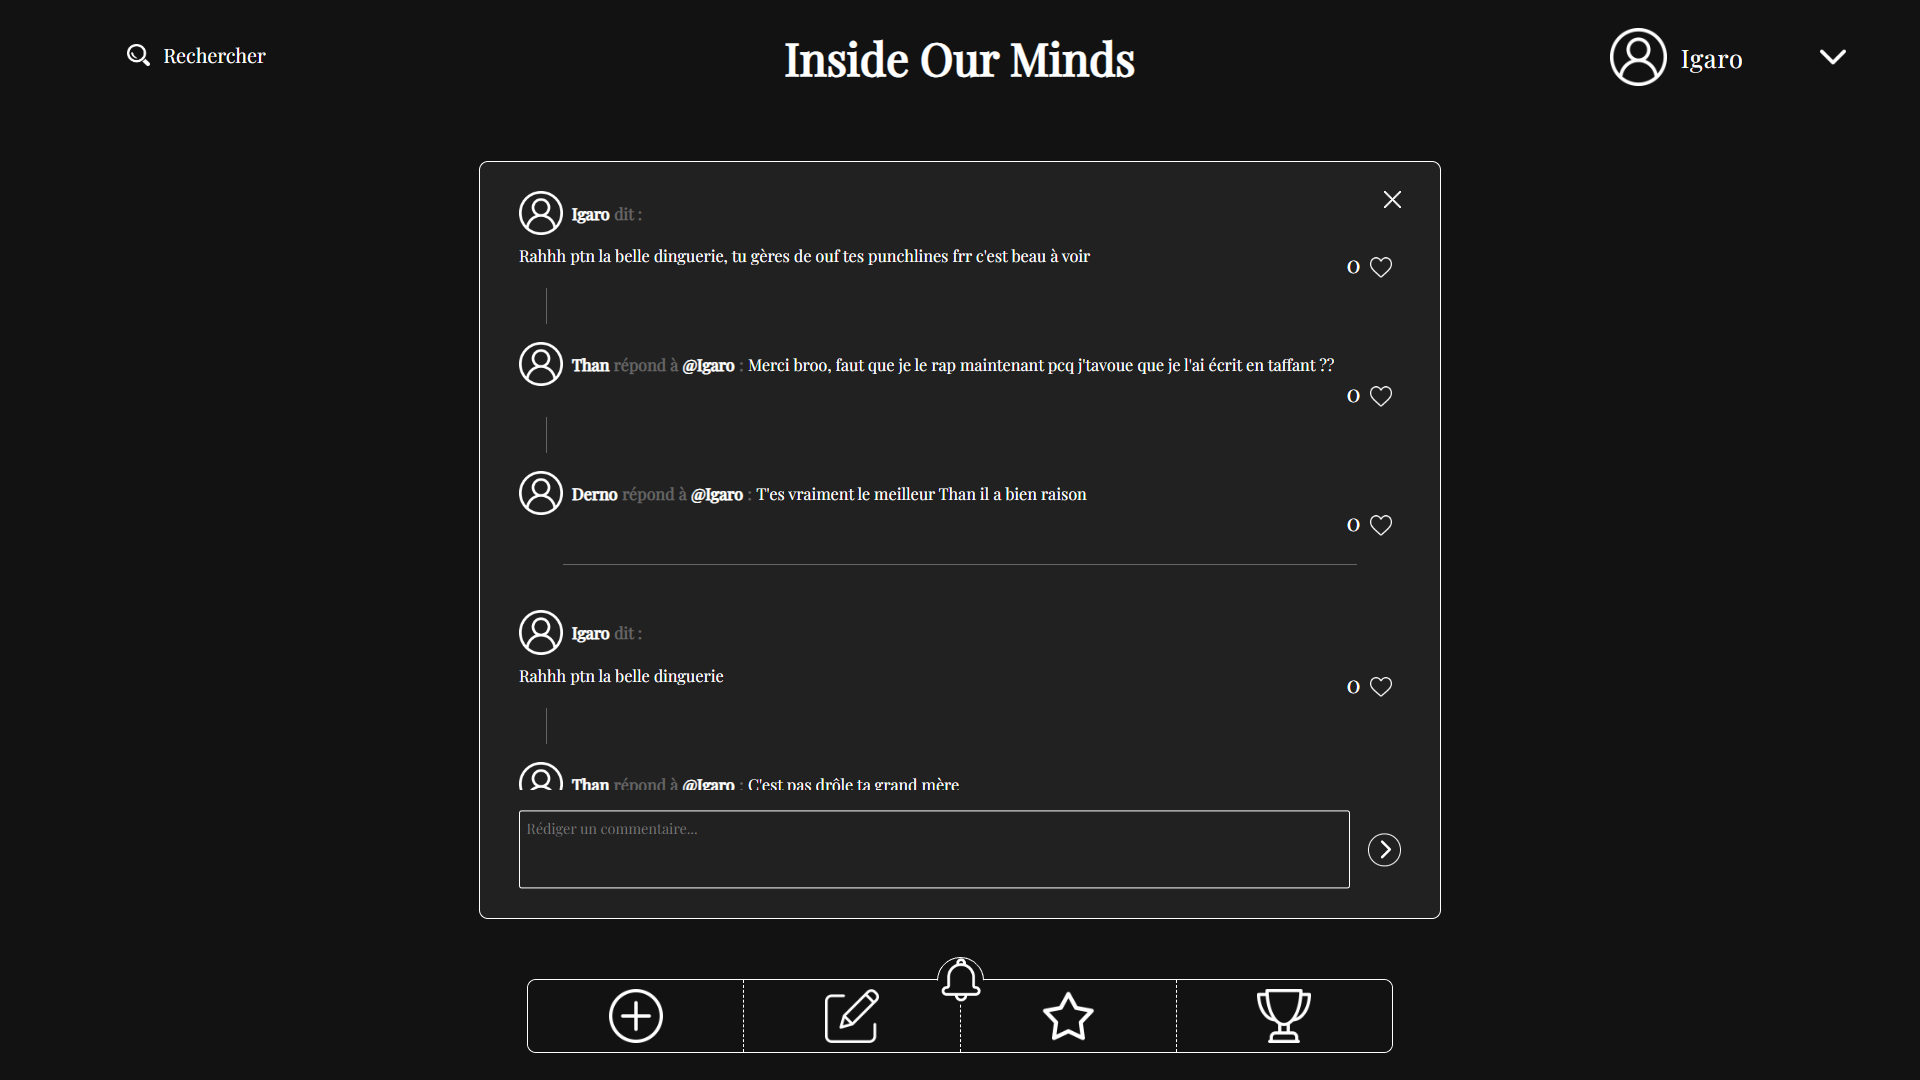 Rechercher
Inside Our Minds
Igaro
Igaro dit :
Rahhh ptn la belle dinguerie, tu gères de ouf tes punchlines frr c'est beau à voir
0
Than répond à @Igaro : Merci broo, faut que je le rap maintenant pcq j'tavoue que je l'ai écrit en taffant ??
0
Derno répond à @Igaro : T'es vraiment le meilleur Than il a bien raison
0
Igaro dit :
Rahhh ptn la belle dinguerie
0
Than répond à @Igaro : C'est pas drôle ta grand mère
Rédiger un commentaire...